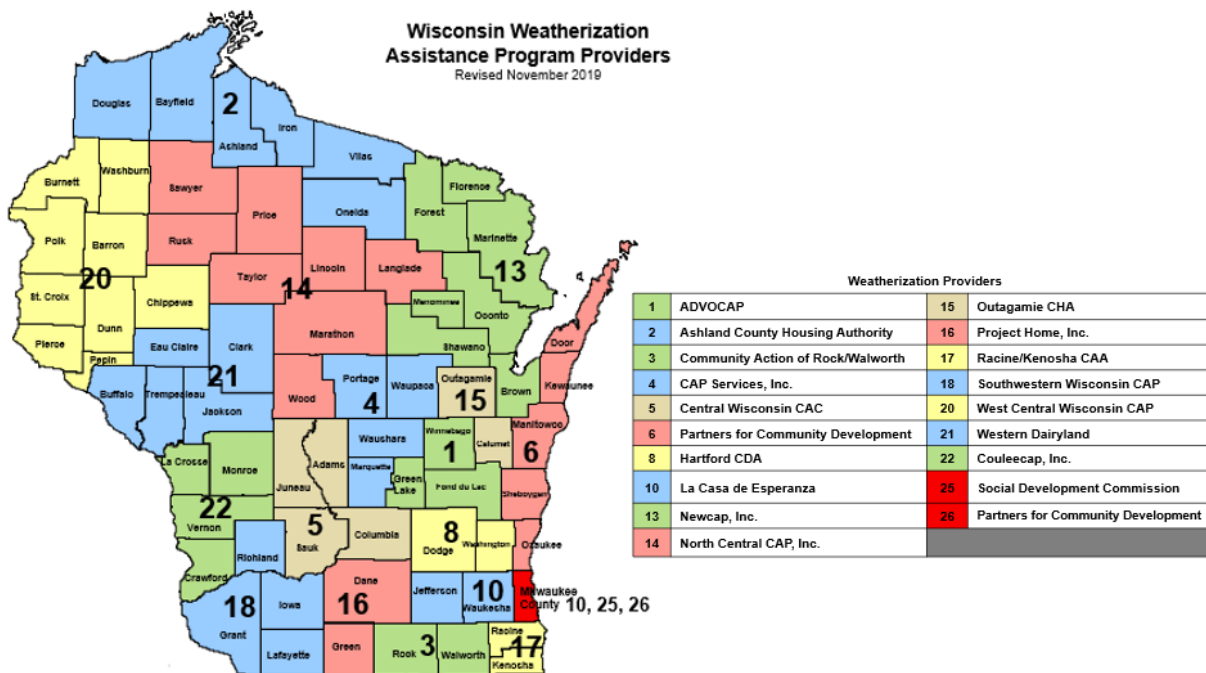 Wisconsin Weatherization
Assistance Program Providers
Revised November 2019
Douglas
Bayfield
2
Ashland
Iron
Vilas
Burnett
Washburn
Sawyer
Price
Oneida
Forest
Florence
Marinette
13
Polk
Barron
Rusk
Taylor
14
Lincoln
Langlade
20
St. Croix
Chippewa
Dunn
Marathon
Menominee
Oconto
Shawano
Door
Pierce
Pepin
Eau Claire
Clark
21
Buffalo
Trempealeau
Jackson
Wood
Portage
4
Waupaca
Outagamie
15
Brown
Kewaunee
Manitowoc
6
Waushara
Winnebago
1
Calumet
La Crosse
Monroe
Juneau
Adams
Marquette
Green
Lake
Fond du Lac
Sheboygan
22
Vernon
5
Sauk
Columbia
8
Dodge
Washington
Ozaukee
Richland
Crawford
Dane
16
Jefferson
10
Waukesha
Milwaukee
County 10, 25, 26
18
Grant
Iowa
Lafayette
Green
Rock
3
Walworth
Racine
17
Kenosha
Weatherization Providers
1 ADVOCAP 15 Outagamie CHA
2 Ashland County Housing Authority 16 Project Home, Inc.
3 Community Action of Rock/Walworth 17 Racine/Kenosha CAA
4 CAP Services, Inc. 18 Southwestern Wisconsin CAP
5 Central Wisconsin CAC 20 West Central Wisconsin CAP
6 Partners for Community Development 21 Western Dairyland
8 Hartford CDA 22 Couleecap, Inc.
10 La Casa de Esperanza 25 Social Development Commission
13 Newcap, Inc. 26 Partners for Community Development
14 North Central CAP, Inc.